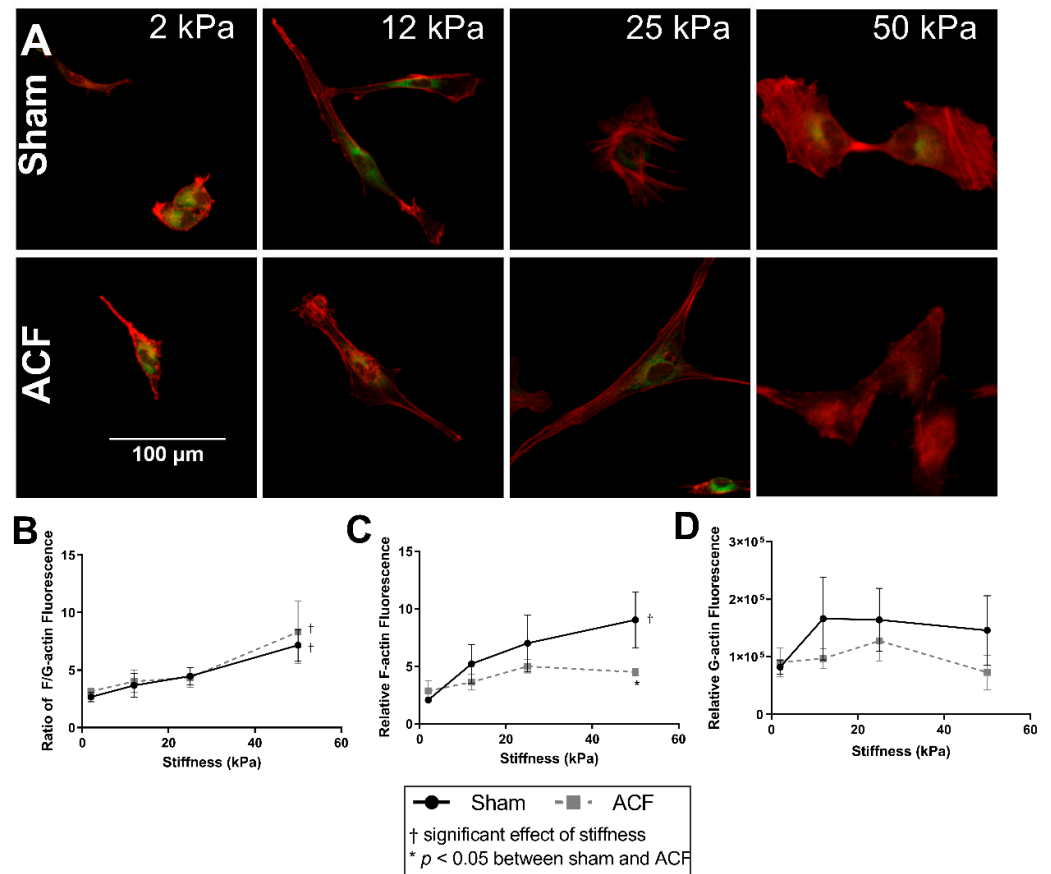 A
2 kPa
12 kPa
25 kPa
50 kPa
Sham
ACF
100 µm
B
Ratio of F/G-actin Fluorescence
15
10
5
0
0
20
40
60
Stiffness (kPa)
†
†
C
Relative F-actin Fluorescence
15
10
5
0
0
20
40
60
Stiffness (kPa)
†
*
D
Relative G-actin Fluorescence
3×10⁵
2×10⁵
1×10⁵
0
0
10
20
30
40
50
60
Stiffness (kPa)
Sham ACF
† significant effect of stiffness
* p < 0.05 between sham and ACF